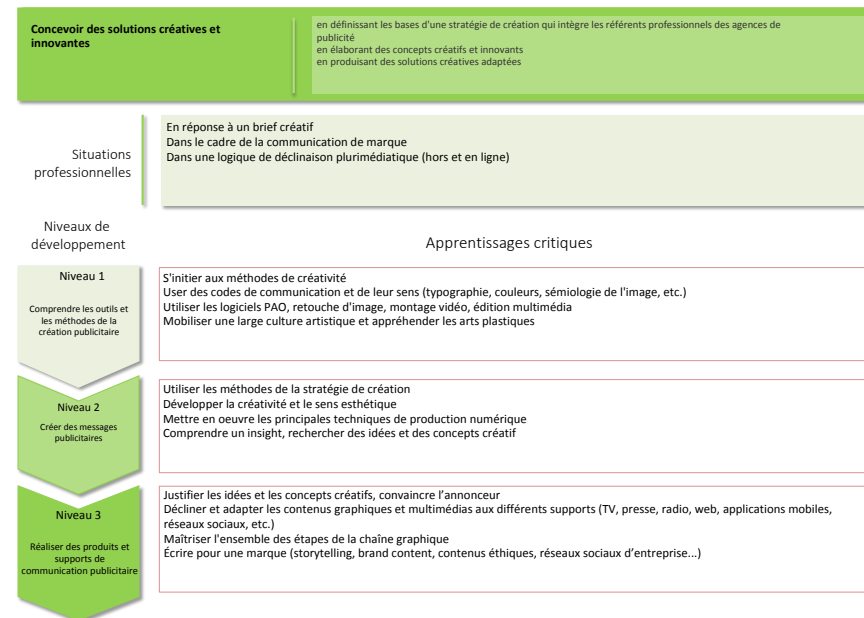 Concevoir des solutions créatives et
innovantes
en définissant les bases d'une stratégie de création qui intègre les référents professionnels des agences de
publicité
en élaborant des concepts créatifs et innovants
en produisant des solutions créatives adaptées
Situations
professionnelles
En réponse à un brief créatif
Dans le cadre de la communication de marque
Dans une logique de déclinaison plurimédiatique (hors et en ligne)
Niveaux de
développement
Apprentissages critiques
Niveau 1
Comprendre les outils et
les méthodes de la
création publicitaire
S'initier aux méthodes de créativité
User des codes de communication et de leur sens (typographie, couleurs, sémiologie de l'image, etc.)
Utiliser les logiciels PAO, retouche d'image, montage vidéo, édition multimédia
Mobiliser une large culture artistique et appréhender les arts plastiques
Niveau 2
Créer des messages
publicitaires
Utiliser les méthodes de la stratégie de création
Développer la créativité et le sens esthétique
Mettre en oeuvre les principales techniques de production numérique
Comprendre un insight, rechercher des idées et des concepts créatif
Niveau 3
Réaliser des produits et
supports de
communication publicitaire
Justifier les idées et les concepts créatifs, convaincre l’annonceur
Décliner et adapter les contenus graphiques et multimédias aux différents supports (TV, presse, radio, web, applications mobiles,
réseaux sociaux, etc.)
Maîtriser l'ensemble des étapes de la chaîne graphique
Écrire pour une marque (storytelling, brand content, contenus éthiques, réseaux sociaux d’entreprise...)